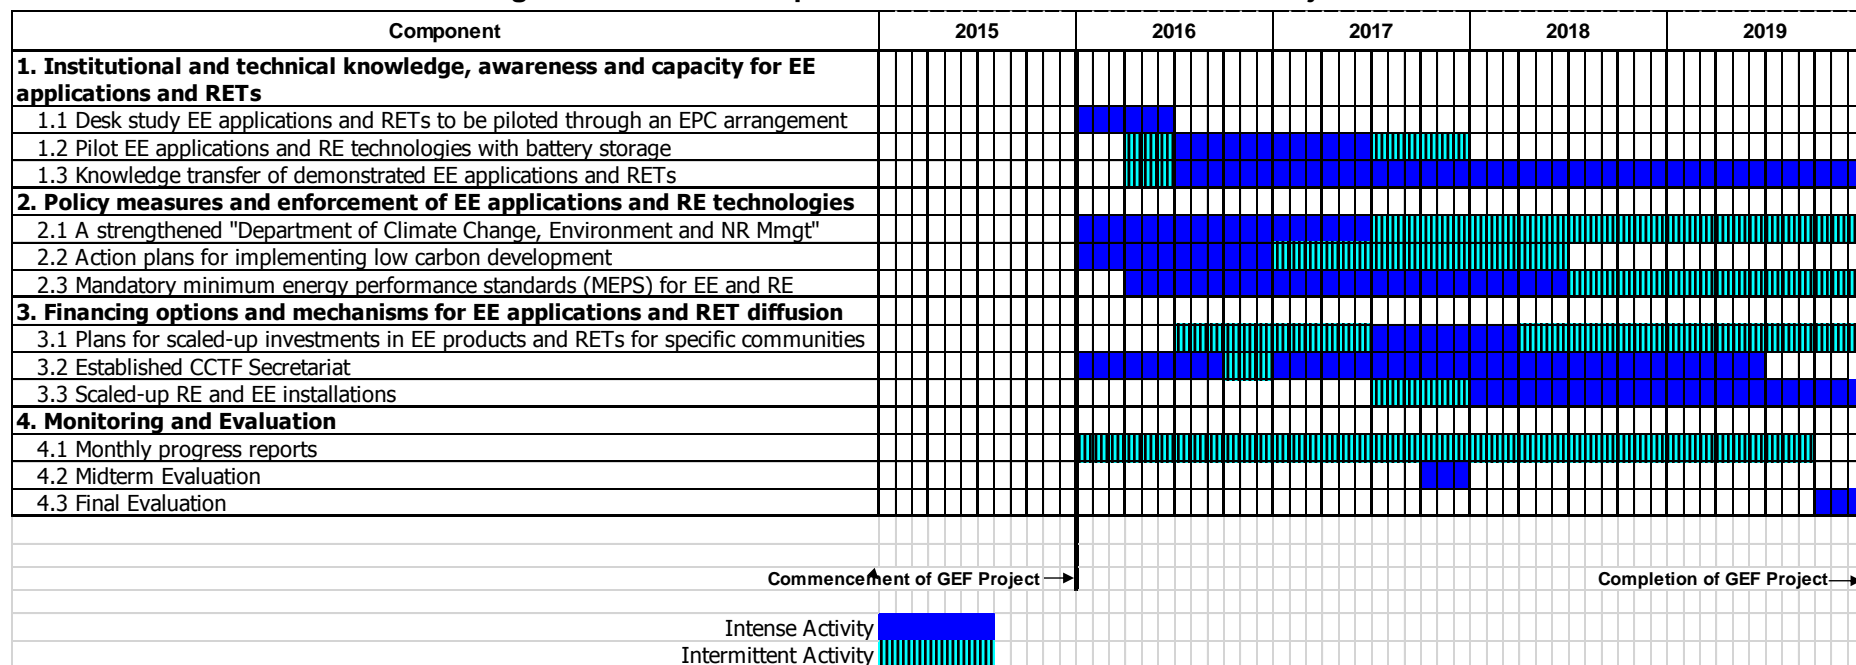 Component 2015 2016 2017 2018 2019
1. Institutional and technical knowledge, awareness and capacity for EE
applications and RETs
1.1 Desk study EE applications and RETs to be piloted through an EPC arrangement
1.2 Pilot EE applications and RE technologies with battery storage
1.3 Knowledge transfer of demonstrated EE applications and RETs
2. Policy measures and enforcement of EE applications and RE technologies
2.1 A strengthened "Department of Climate Change, Environment and NR Mmgt"
2.2 Action plans for implementing low carbon development
2.3 Mandatory minimum energy performance standards (MEPS) for EE and RE
3. Financing options and mechanisms for EE applications and RET diffusion
3.1 Plans for scaled-up investments in EE products and RETs for specific communities
3.2 Established CCTF Secretariat
3.3 Scaled-up RE and EE installations
4. Monitoring and Evaluation
4.1 Monthly progress reports
4.2 Midterm Evaluation
4.3 Final Evaluation
Commencement of GEF Project Completion of GEF Project
Intense Activity
Intermittent Activity